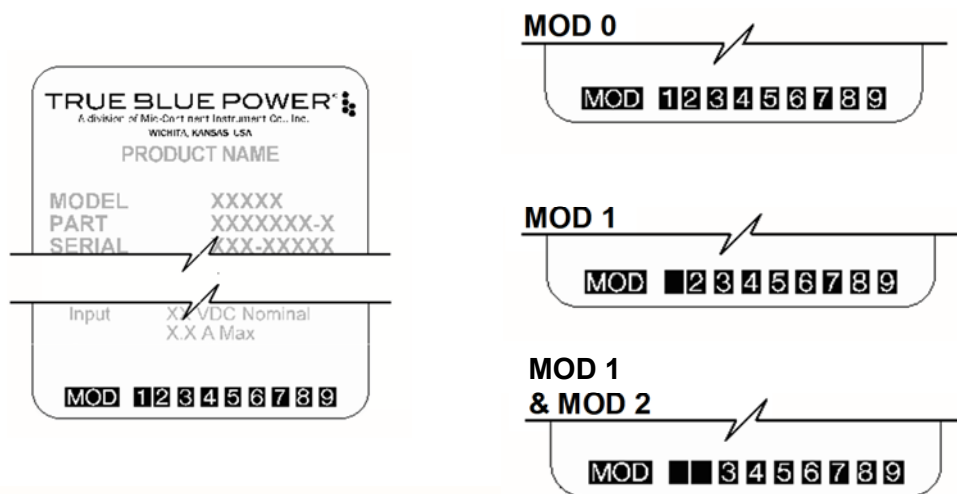 TRUE BLUE POWER
A division of Mid-Continent Instrument Co., Inc.
WICHITA, KANSAS USA
PRODUCT NAME
MODEL XXXXX
PART XXXXXXX-X
SERIAL XXX-XXXXX
Input XX VDC Nominal
X.X A Max
MOD 1 2 3 4 5 6 7 8 9
MOD 0
MOD 1 2 3 4 5 6 7 8 9
MOD 1
MOD 2 3 4 5 6 7 8 9
MOD 1
& MOD 2
MOD 3 4 5 6 7 8 9